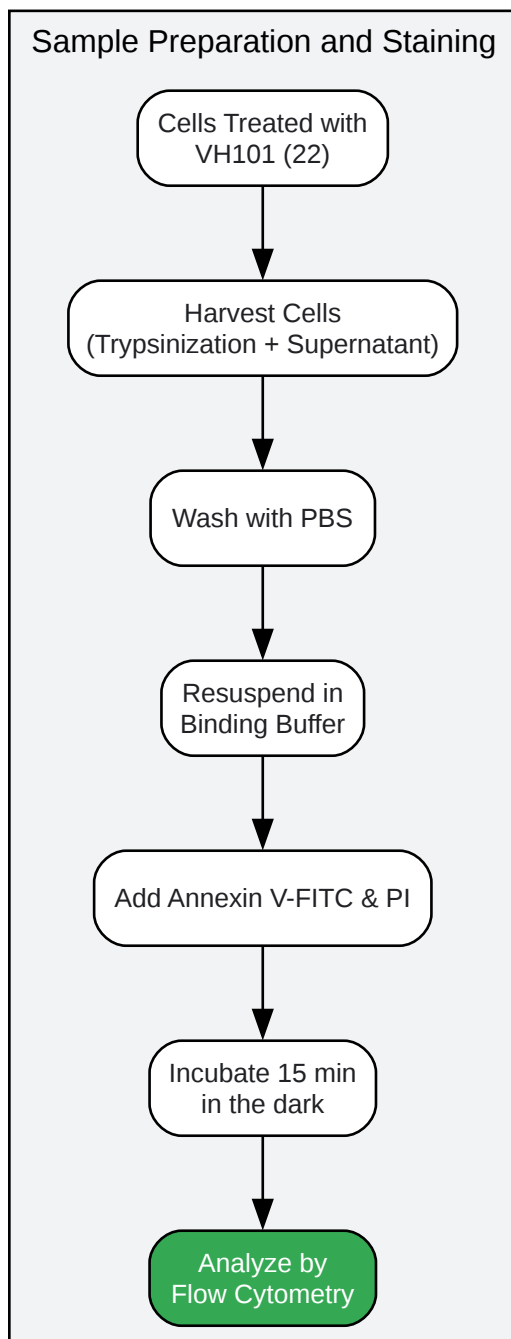 Sample Preparation and Staining
Cells Treated with
VH101 (22)
Harvest Cells
(Trypsinization + Supernatant)
Wash with PBS
Resuspend in
Binding Buffer
Add Annexin V-FITC & PI
Incubate 15 min
in the dark
Analyze by
Flow Cytometry